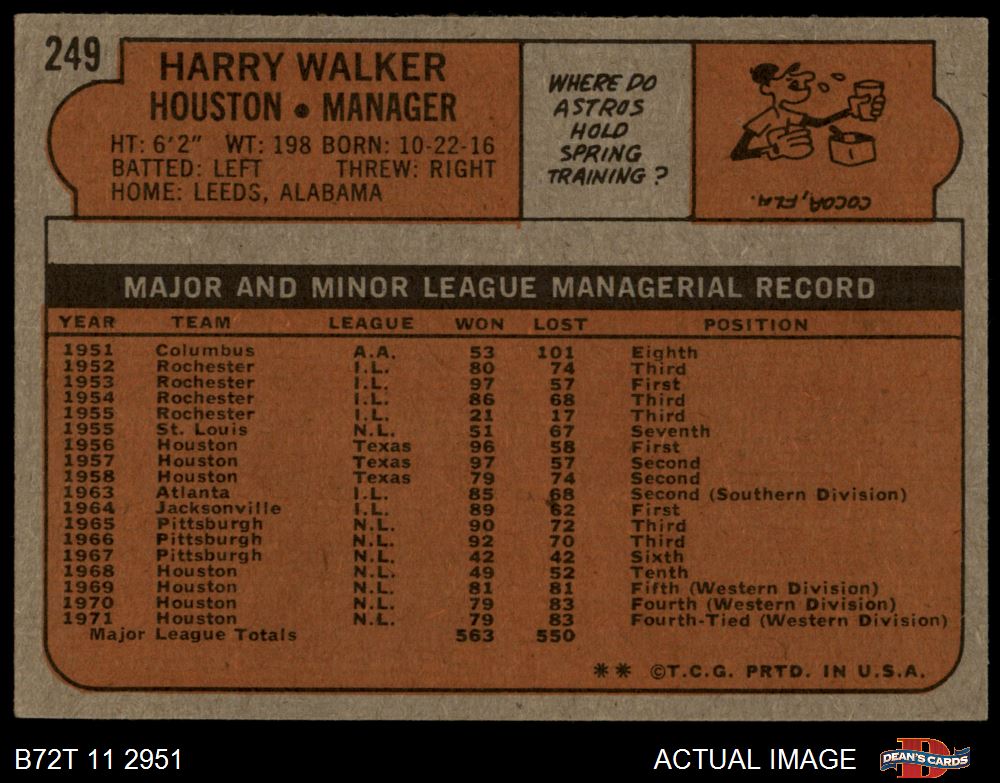 249
HARRY WALKER
HOUSTON • MANAGER
HT: 6'2" WT: 198 BORN: 10-22-16
BATTED: LEFT THREW: RIGHT
HOME: LEEDS, ALABAMA
WHERE DO
ASTROS
HOLD
SPRING
TRAINING?
COCOA, FLA.
MAJOR AND MINOR LEAGUE MANAGERIAL RECORD
YEAR TEAM LEAGUE WON LOST POSITION
1951 Columbus A.A. 53 101 Eighth
1952 Rochester I.L. 80 74 Third
1953 Rochester I.L. 97 57 First
1954 Rochester I.L. 86 68 Third
1955 Rochester I.L. 21 17 Third
1955 St. Louis N.L. 51 67 Seventh
1956 Houston Texas 96 58 First
1957 Houston Texas 97 57 Second
1958 Houston Texas 79 74 Second
1963 Atlanta I.L. 85 68 Second (Southern Division)
1964 Jacksonville I.L. 89 62 First
1965 Pittsburgh N.L. 90 72 Third
1966 Pittsburgh N.L. 92 70 Third
1967 Pittsburgh N.L. 42 42 Sixth
1968 Houston N.L. 49 52 Tenth
1969 Houston N.L. 81 81 Fifth (Western Division)
1970 Houston N.L. 79 83 Fourth (Western Division)
1971 Houston N.L. 79 83 Fourth-Tied (Western Division)
Major League Totals 563 550
** ©T.C.G. PRTD. IN U.S.A.
B72T 11 2951 ACTUAL IMAGE
DEAN'S CARDS